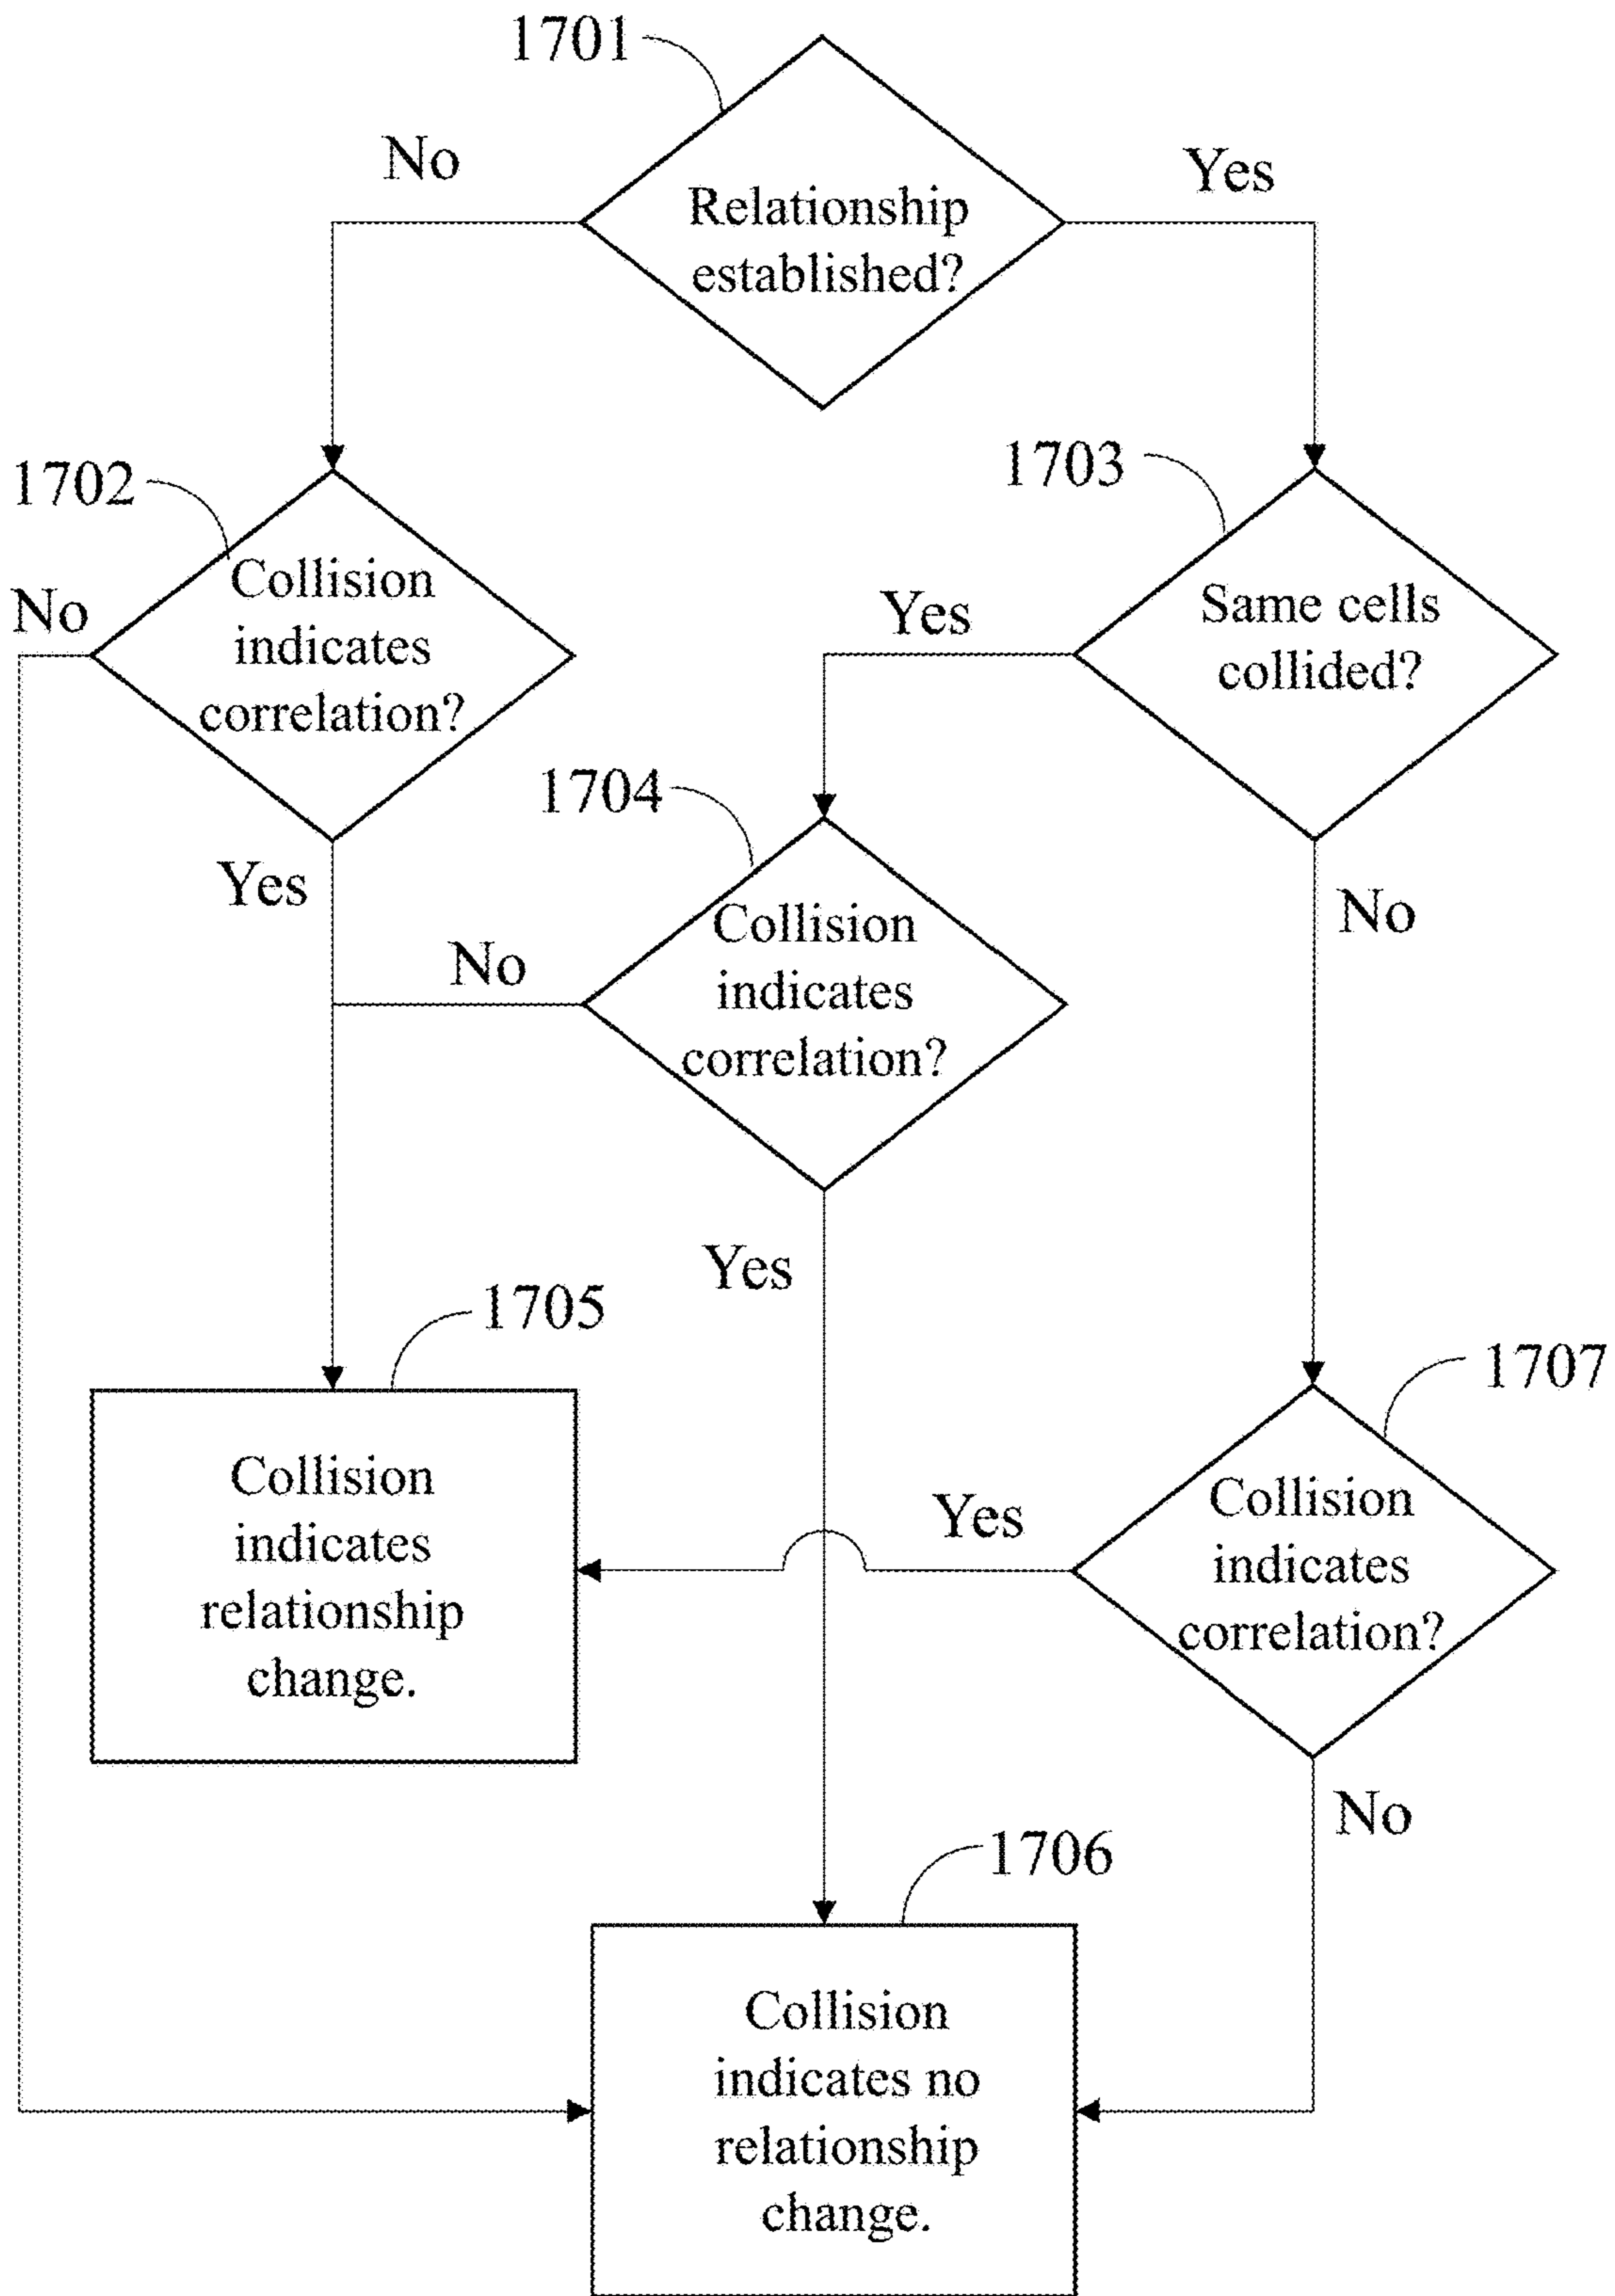 1701
No
Yes
Relationship
established?
1702
1703
No
Collision
indicates
correlation?
Yes
Same cells
collided?
1704
Yes
No
Collision
indicates
correlation?
No
Yes
1705
1707
Collision
indicates
relationship
change.
Yes
Collision
indicates
correlation?
No
1706
Collision
indicates no
relationship
change.